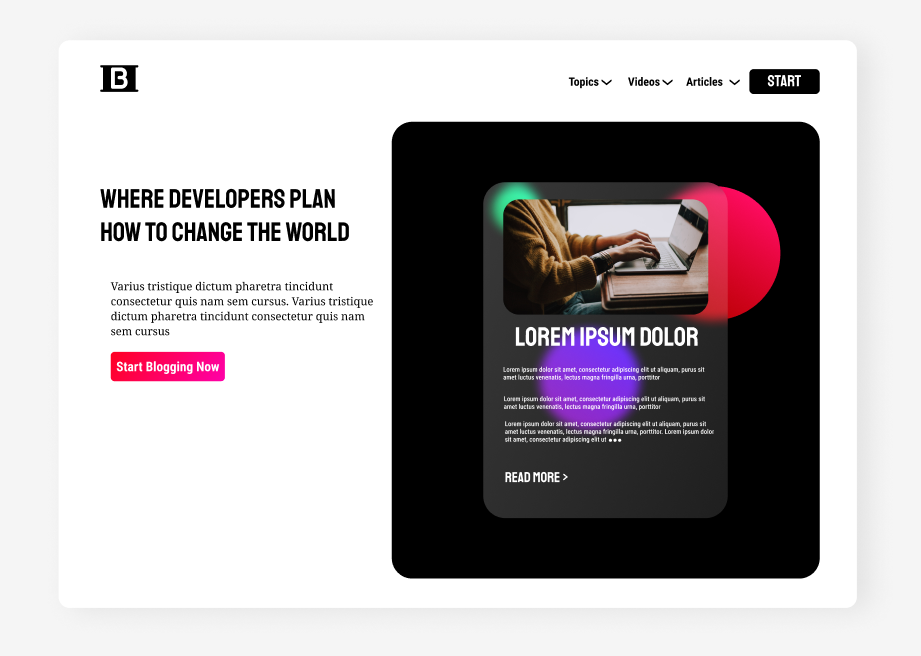 B
Topics
Videos
Articles
START
WHERE DEVELOPERS PLAN
HOW TO CHANGE THE WORLD
Varius tristique dictum pharetra tincidunt
consectetur quis nam sem cursus. Varius tristique
dictum pharetra tincidunt consectetur quis nam
sem cursus
Start Blogging Now
LOREM IPSUM DOLOR
Lorem ipsum dolor sit amet, consectetur adipiscing elit ut aliquam, purus sit
amet luctus venenatis, lectus magna fringilla urna, porttitor
Lorem ipsum dolor sit amet, consectetur adipiscing elit ut aliquam, purus sit
amet luctus venenatis, lectus magna fringilla urna, porttitor
Lorem ipsum dolor sit amet, consectetur adipiscing elit ut aliquam, purus sit
amet luctus venenatis, lectus magna fringilla urna, porttitor. Lorem ipsum dolor
sit amet, consectetur adipiscing elit ut •••
READ MORE >